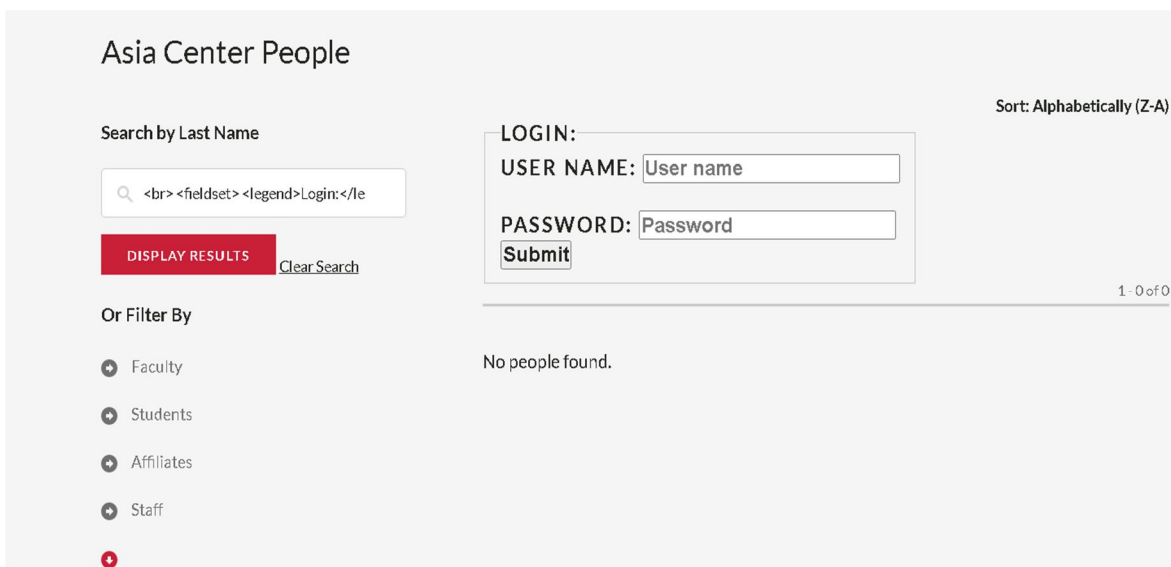 Asia Center People
Sort: Alphabetically (Z-A)
Search by Last Name
<br> <fieldset> <legend>Login:</le
DISPLAY RESULTS
Clear Search
LOGIN:
USER NAME: User name
PASSWORD: Password
Submit
1 - 0 of 0
Or Filter By
No people found.
Faculty
Students
Affiliates
Staff